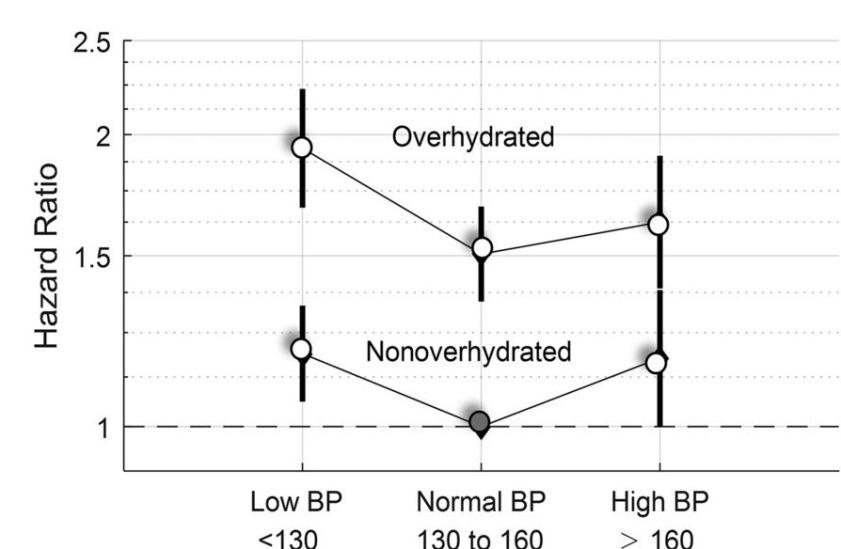 2.5
2
1.5
1
Hazard Ratio
Overhydrated
Nonoverhydrated
Low BP Normal BP High BP
<130 130 to 160 > 160